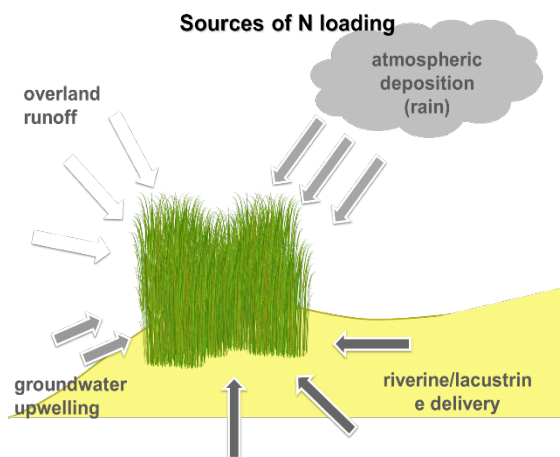 Sources of N loading
atmospheric
deposition
(rain)
overland
runoff
groundwater
upwelling
riverine/lacustrin
e delivery